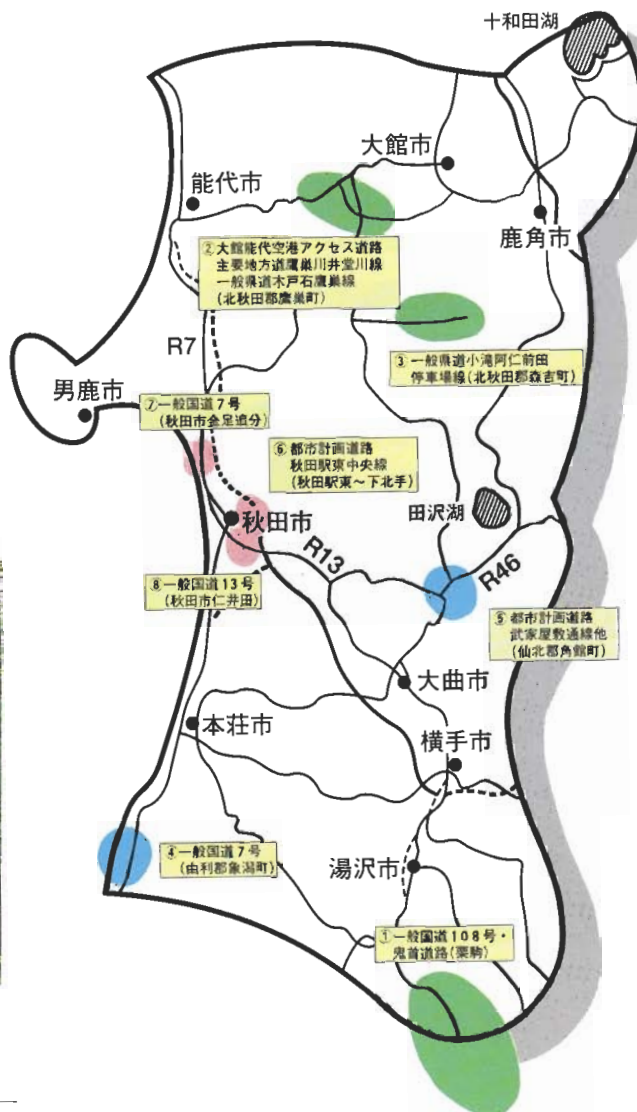 十和田湖
大館市
能代市
鹿角市
②大館能代空港アクセス道路
主要地方道鷹巣川井堂川線
一般県道木戸石鷹巣線
(北秋田郡鷹巣町)
R7
③一般県道小滝阿仁前田
停車場線(北秋田郡森吉町)
男鹿市
⑦一般国道7号
(秋田市金足追分)
⑥都市計画道路
秋田駅東中央線
(秋田駅東～下北手)
田沢湖
秋田市
R13
R46
⑧一般国道13号
(秋田市仁井田)
⑤都市計画道路
武家屋敷通線他
(仙北郡角館町)
大曲市
本荘市
横手市
④一般国道7号
(由利郡象潟町)
湯沢市
①一般国道108号・
鬼首道路(栗駒)